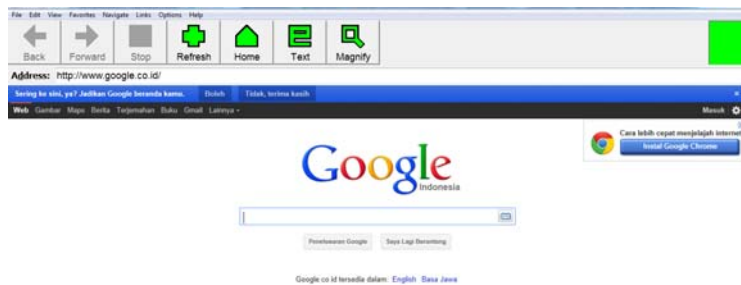 File Edit View Favorites Navigate Links Options Help
Back Forward Stop Refresh Home Text Magnify
Address: http://www.google.co.id/
Sering ke sini, ya? Jadikan Google beranda kamu. Boleh Tidak, terima kasih
Web Gambar Maps Berita Terjemahan Buku Gmail Lainnya Masuk
Cara lebih cepat menjelajah internet
Instal Google Chrome
Google
Indonesia
Penelusuran Google Saya Lagi Beruntung
Google co id tersedia dalam: English Basa Jawa